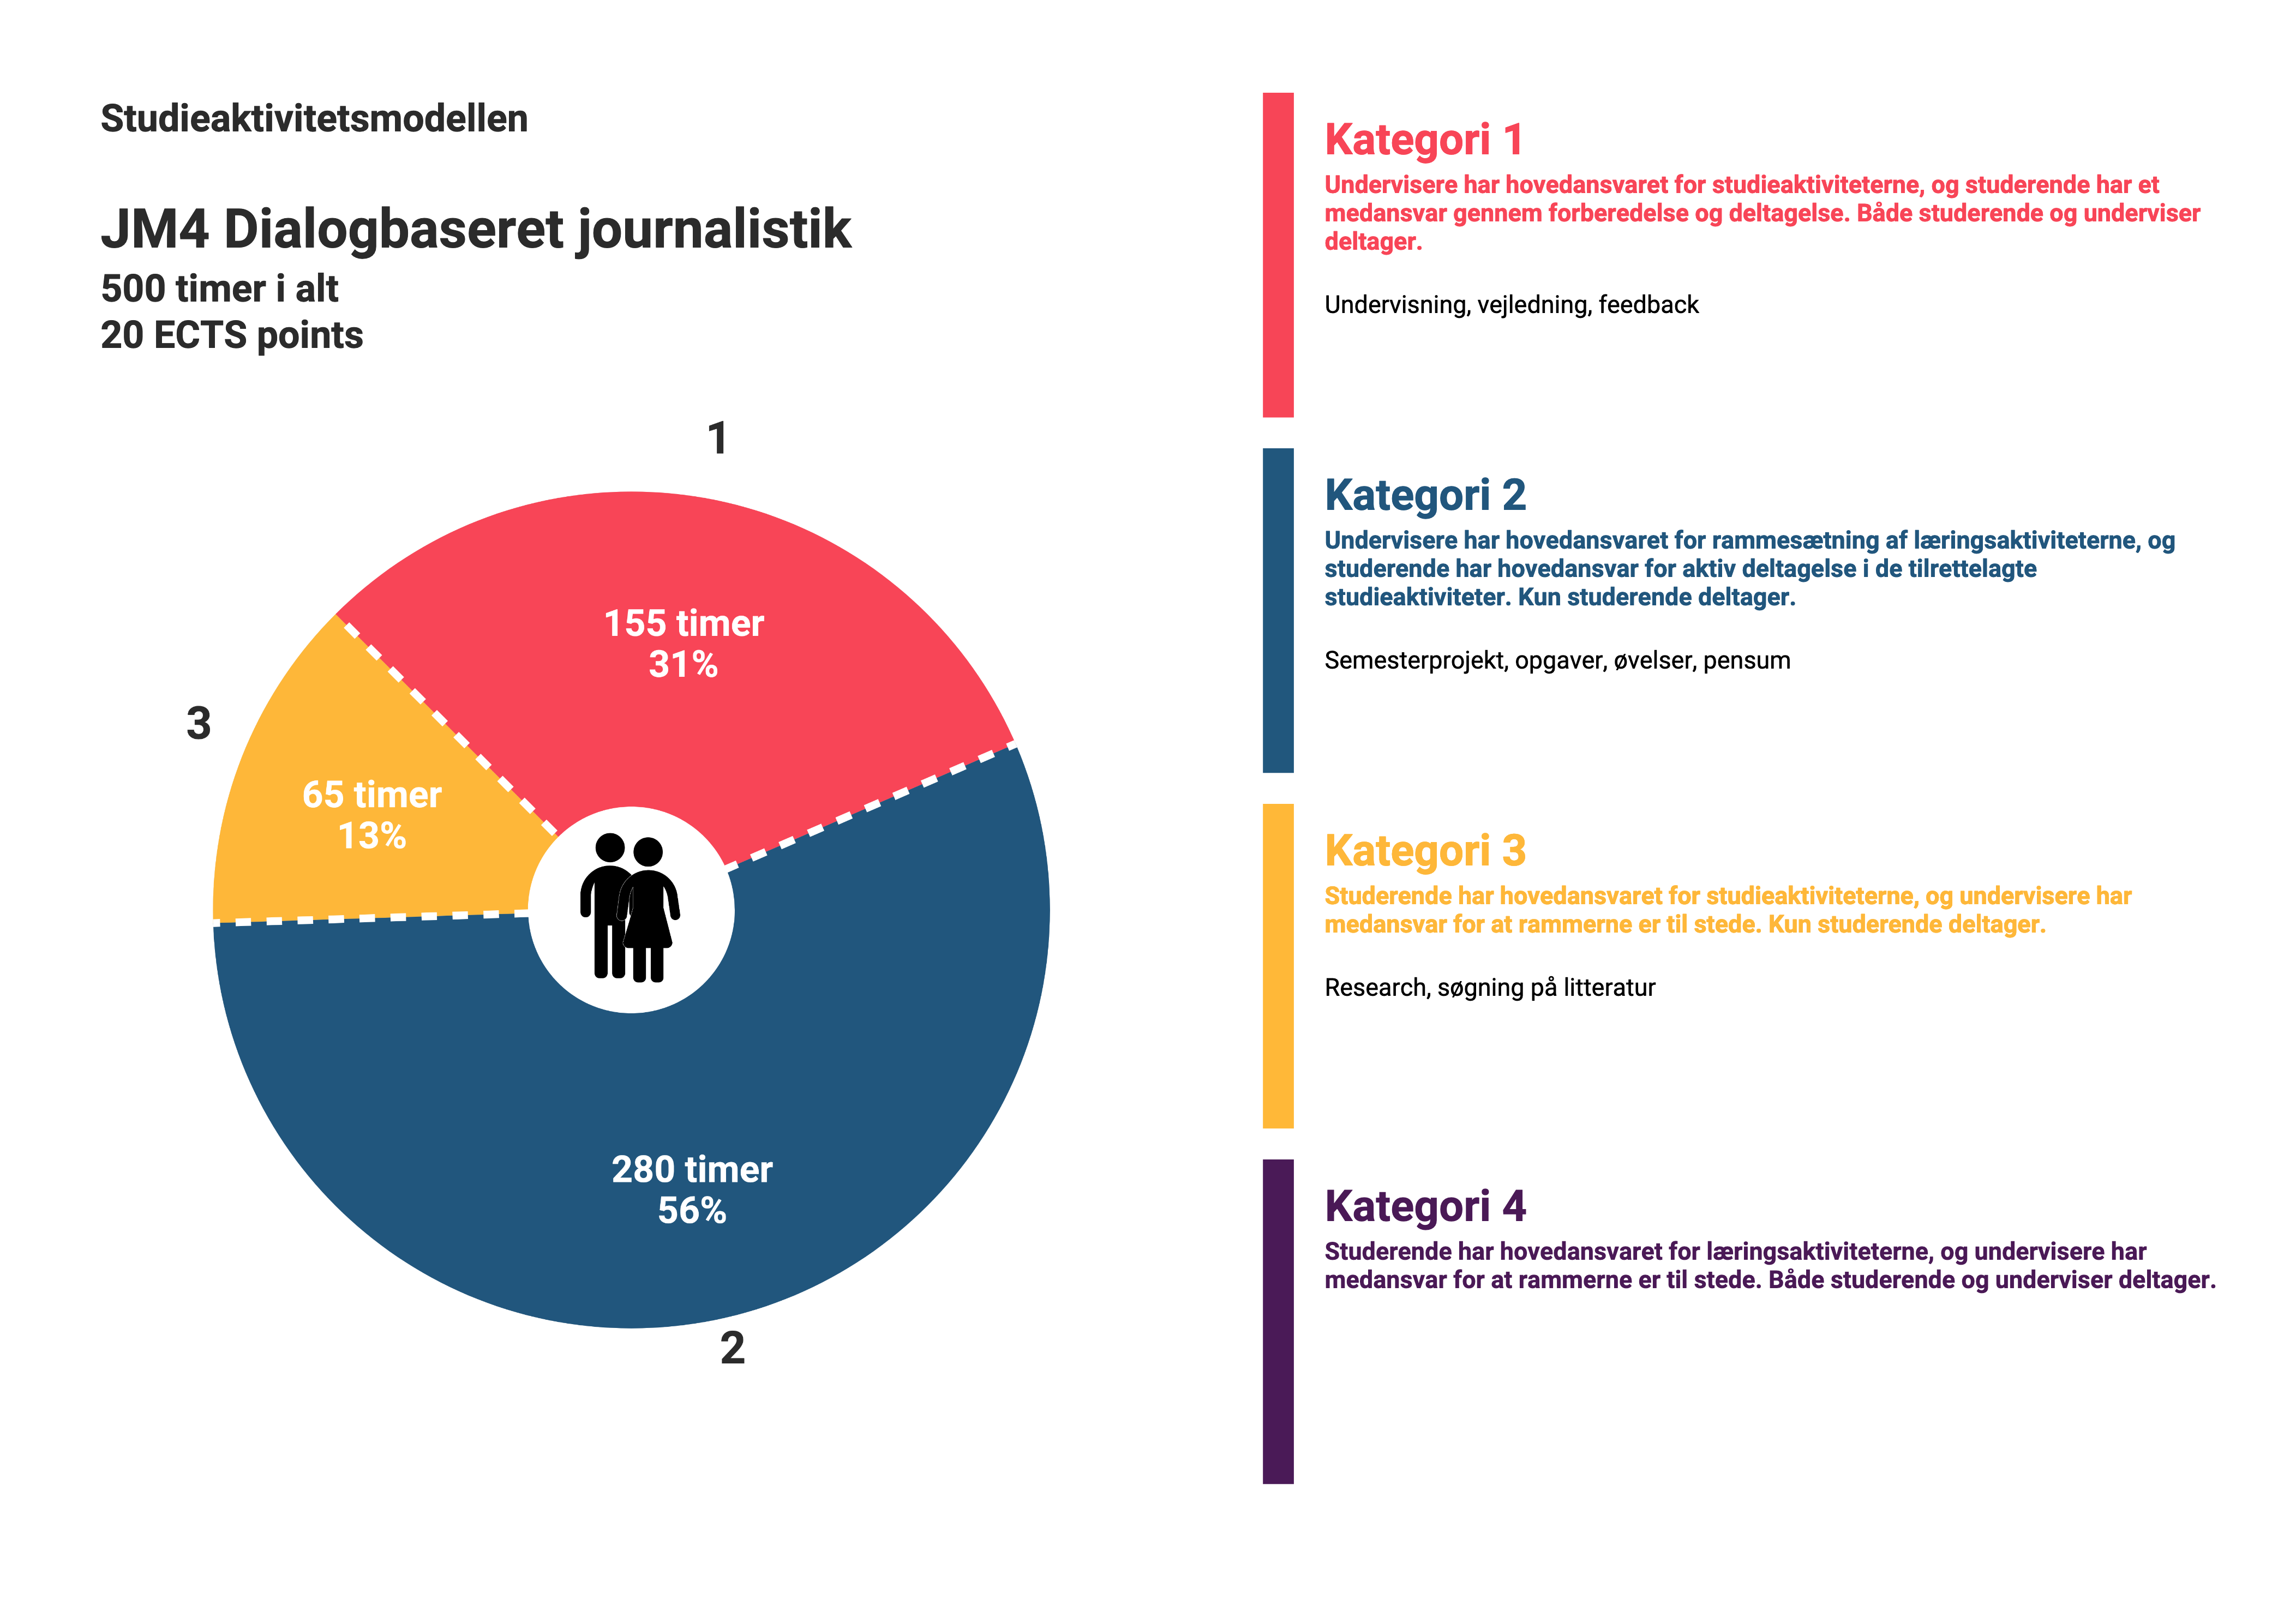 Studieaktivitetsmodellen
JM4 Dialogbaseret journalistik
500 timer i alt
20 ECTS points
1
155 timer
31%
3
65 timer
13%
280 timer
56%
2
Kategori 1
Undervisere har hovedansvaret for studieaktiviteterne, og studerende har et
medansvar gennem forberedelse og deltagelse. Både studerende og underviser
deltager.
Undervisning, vejledning, feedback
Kategori 2
Undervisere har hovedansvaret for rammesætning af læringsaktiviteterne, og
studerende har hovedansvar for aktiv deltagelse i de tilrettelagte
studieaktiviteter. Kun studerende deltager.
Semesterprojekt, opgaver, øvelser, pensum
Kategori 3
Studerende har hovedansvaret for studieaktiviteterne, og undervisere har
medansvar for at rammerne er til stede. Kun studerende deltager.
Research, søgning på litteratur
Kategori 4
Studerende har hovedansvaret for læringsaktiviteterne, og undervisere har
medansvar for at rammerne er til stede. Både studerende og underviser deltager.